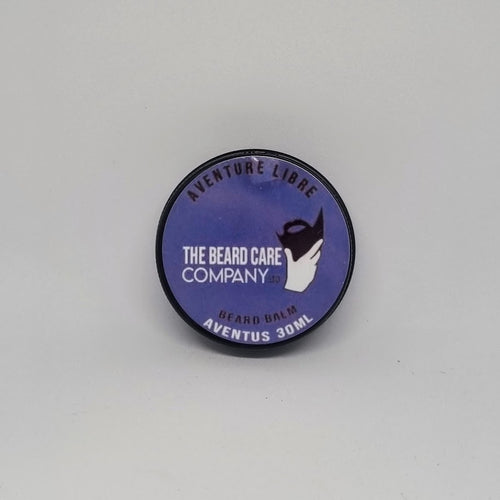 AVENTURE LIBRE
THE BEARD CARE
COMPANY
BEARD BALM
AVENTUS 30ML